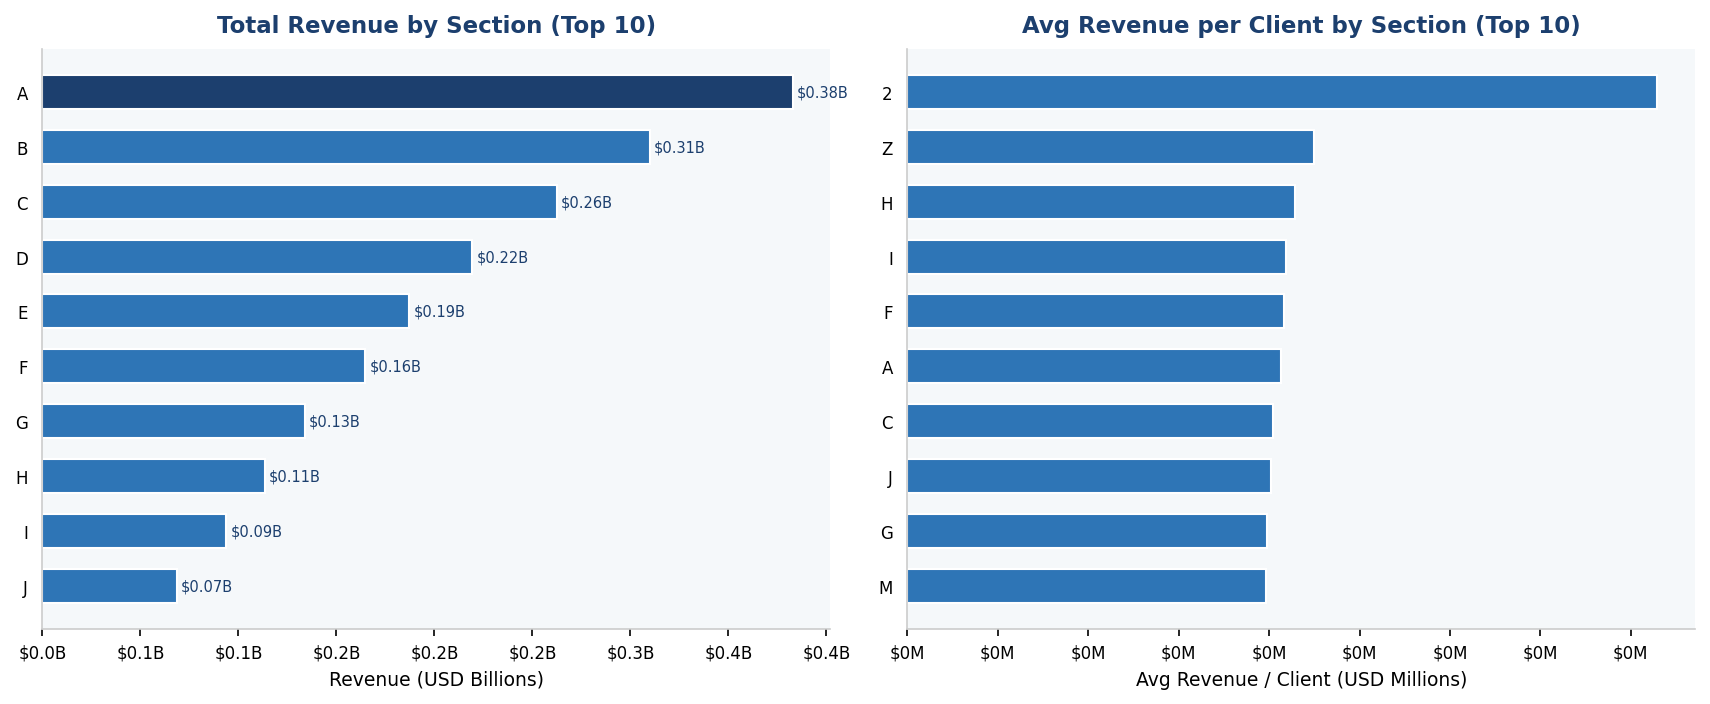 Total Revenue by Section (Top 10)
A $0.38B
B $0.31B
C $0.26B
D $0.22B
E $0.19B
F $0.16B
G $0.13B
H $0.11B
I $0.09B
J $0.07B
$0.0B $0.1B $0.1B $0.2B $0.2B $0.2B $0.3B $0.4B $0.4B
Revenue (USD Billions)
Avg Revenue per Client by Section (Top 10)
2
Z
H
I
F
A
C
J
G
M
$0M $0M $0M $0M $0M $0M $0M $0M $0M
Avg Revenue / Client (USD Millions)